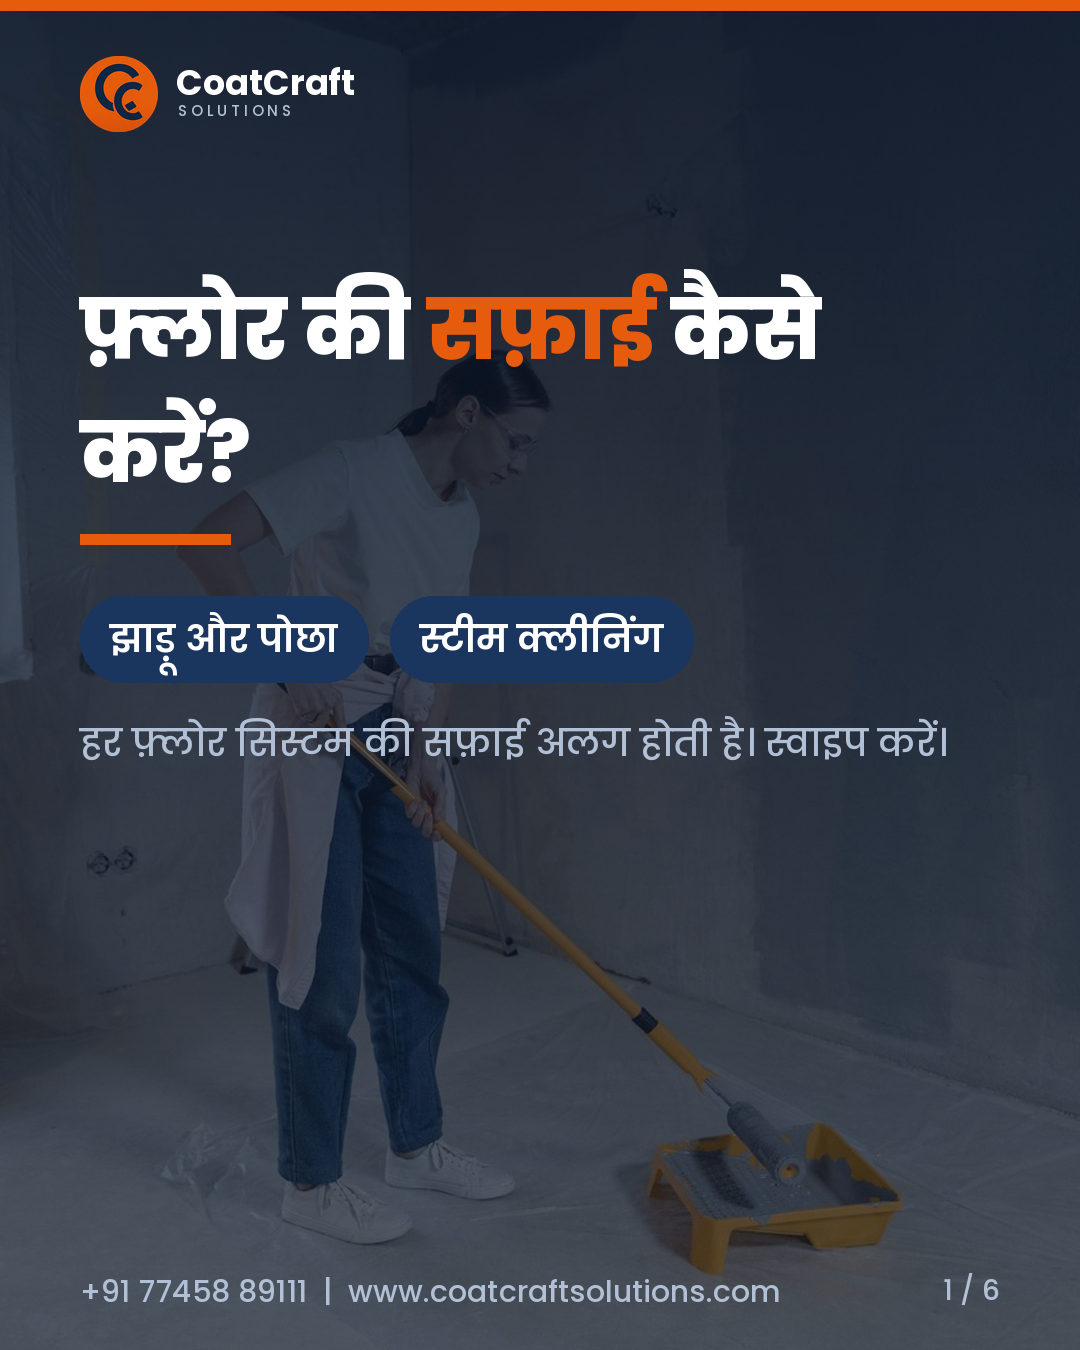 CoatCraft
SOLUTIONS
फ़्लोर की सफ़ाई कैसे
करें?
झाड़ू और पोछा
स्टीम क्लीनिंग
हर फ़्लोर सिस्टम की सफ़ाई अलग होती है। स्वाइप करें।
+91 77458 89111 | www.coatcraftsolutions.com
1 / 6